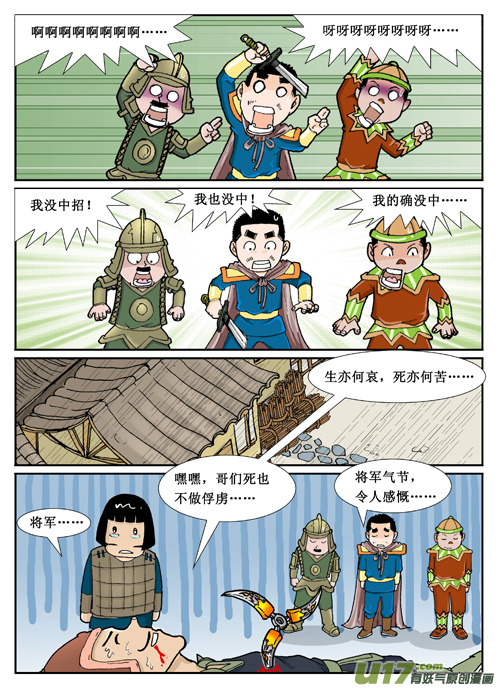 啊啊啊啊啊啊啊啊……
呀呀呀呀呀呀呀呀……
我没中招！
我也没中！
我的确没中……
生亦何哀，死亦何苦……
嘿嘿，哥们死也
不做俘虏……
将军气节，
令人感慨……
将军……
U17.com
有妖气原创漫画